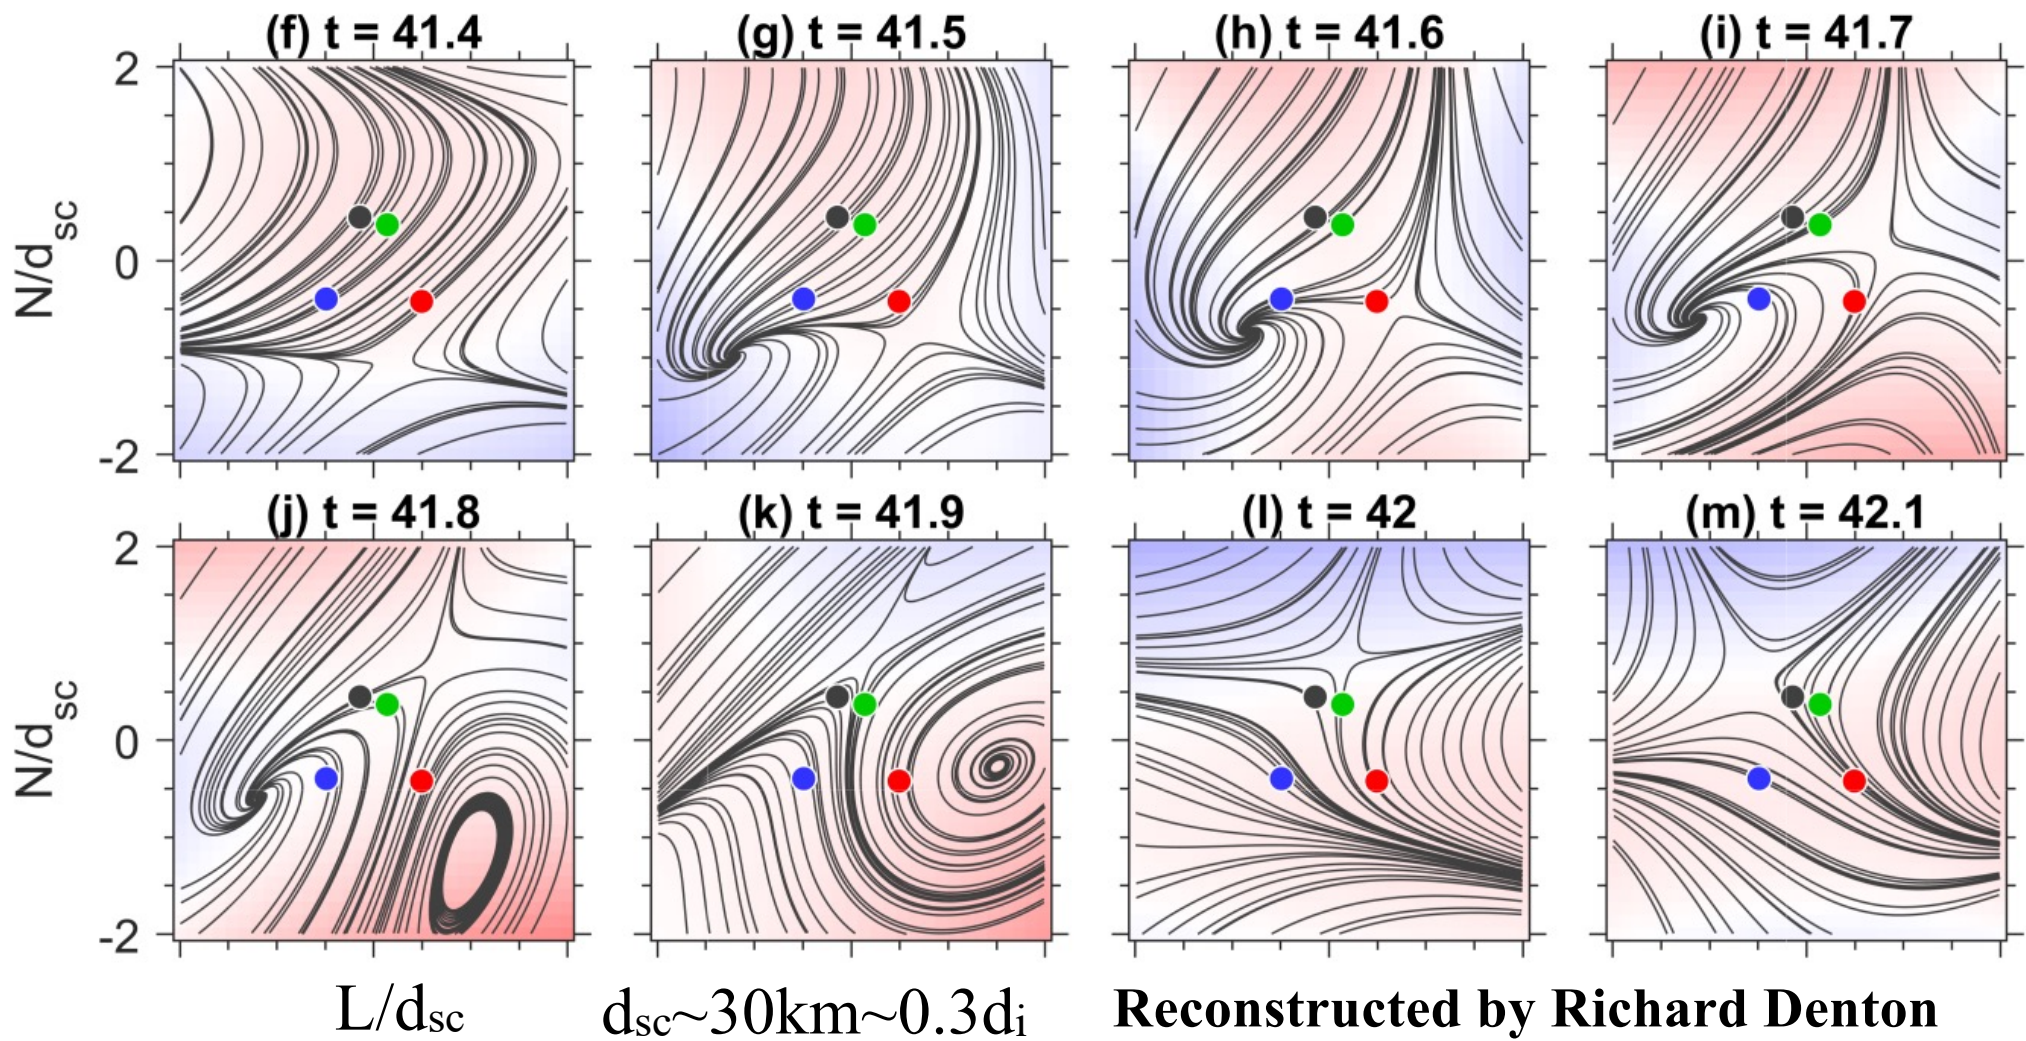 (f) t = 41.4 (g) t = 41.5 (h) t = 41.6 (i) t = 41.7
2
N/dsc 0
-2
(j) t = 41.8 (k) t = 41.9 (l) t = 42 (m) t = 42.1
2
N/dsc 0
-2
L/dsc dsc~30km~0.3di Reconstructed by Richard Denton